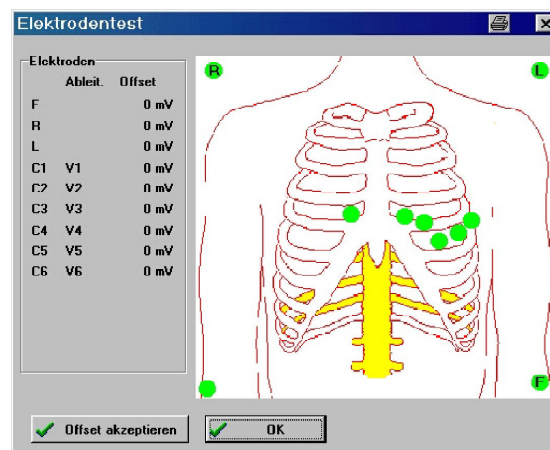 Elektrodentest
Elektroden
Ableit. Offset
F 0 mV
R 0 mV
L 0 mV
C1 V1 0 mV
C2 V2 0 mV
C3 V3 0 mV
C4 V4 0 mV
C5 V5 0 mV
C6 V6 0 mV
R
L
F
Offset akzeptieren
OK